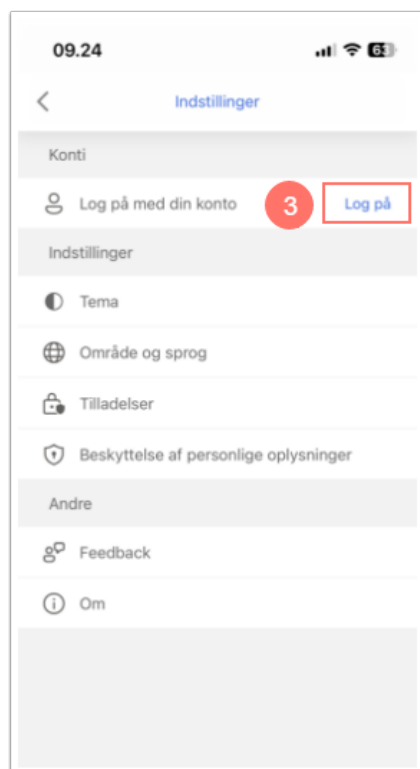 09.24
63
Indstillinger
Konti
Log på med din konto
3
Log på
Indstillinger
Tema
Område og sprog
Tilladelser
Beskyttelse af personlige oplysninger
Andre
Feedback
Om